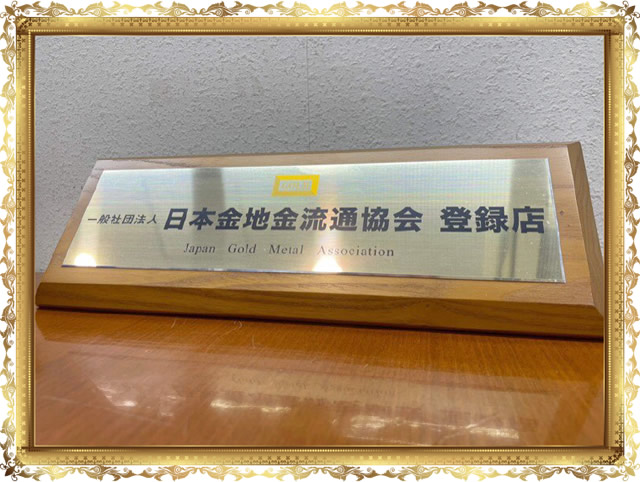 一般社団法人 日本金地金流通協会 登録店
Japan Gold Metal Association